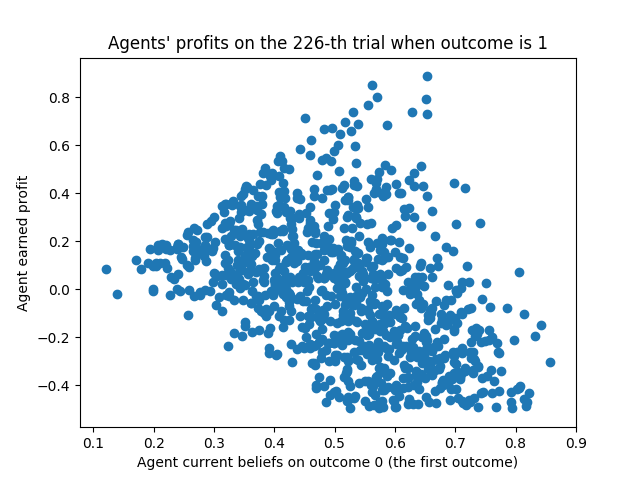 Agents' profits on the 226-th trial when outcome is 1
Agent earned profit
0.8
0.6
0.4
0.2
0.0
−0.2
−0.4
0.1 0.2 0.3 0.4 0.5 0.6 0.7 0.8 0.9
Agent current beliefs on outcome 0 (the first outcome)